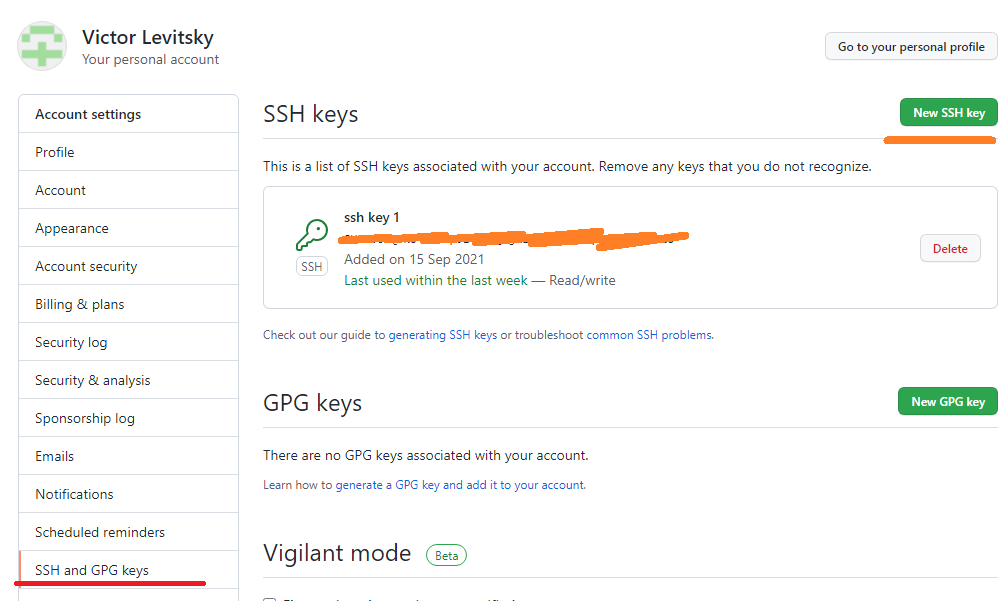 Victor Levitsky
Your personal account
Go to your personal profile
Account settings
Profile
Account
Appearance
Account security
Billing & plans
Security log
Security & analysis
Sponsorship log
Emails
Notifications
Scheduled reminders
SSH and GPG keys
SSH keys
New SSH key
This is a list of SSH keys associated with your account. Remove any keys that you do not recognize.
ssh key 1
SSH
Added on 15 Sep 2021
Last used within the last week — Read/write
Delete
Check out our guide to generating SSH keys or troubleshoot common SSH problems.
GPG keys
New GPG key
There are no GPG keys associated with your account.
Learn how to generate a GPG key and add it to your account.
Vigilant mode
Beta